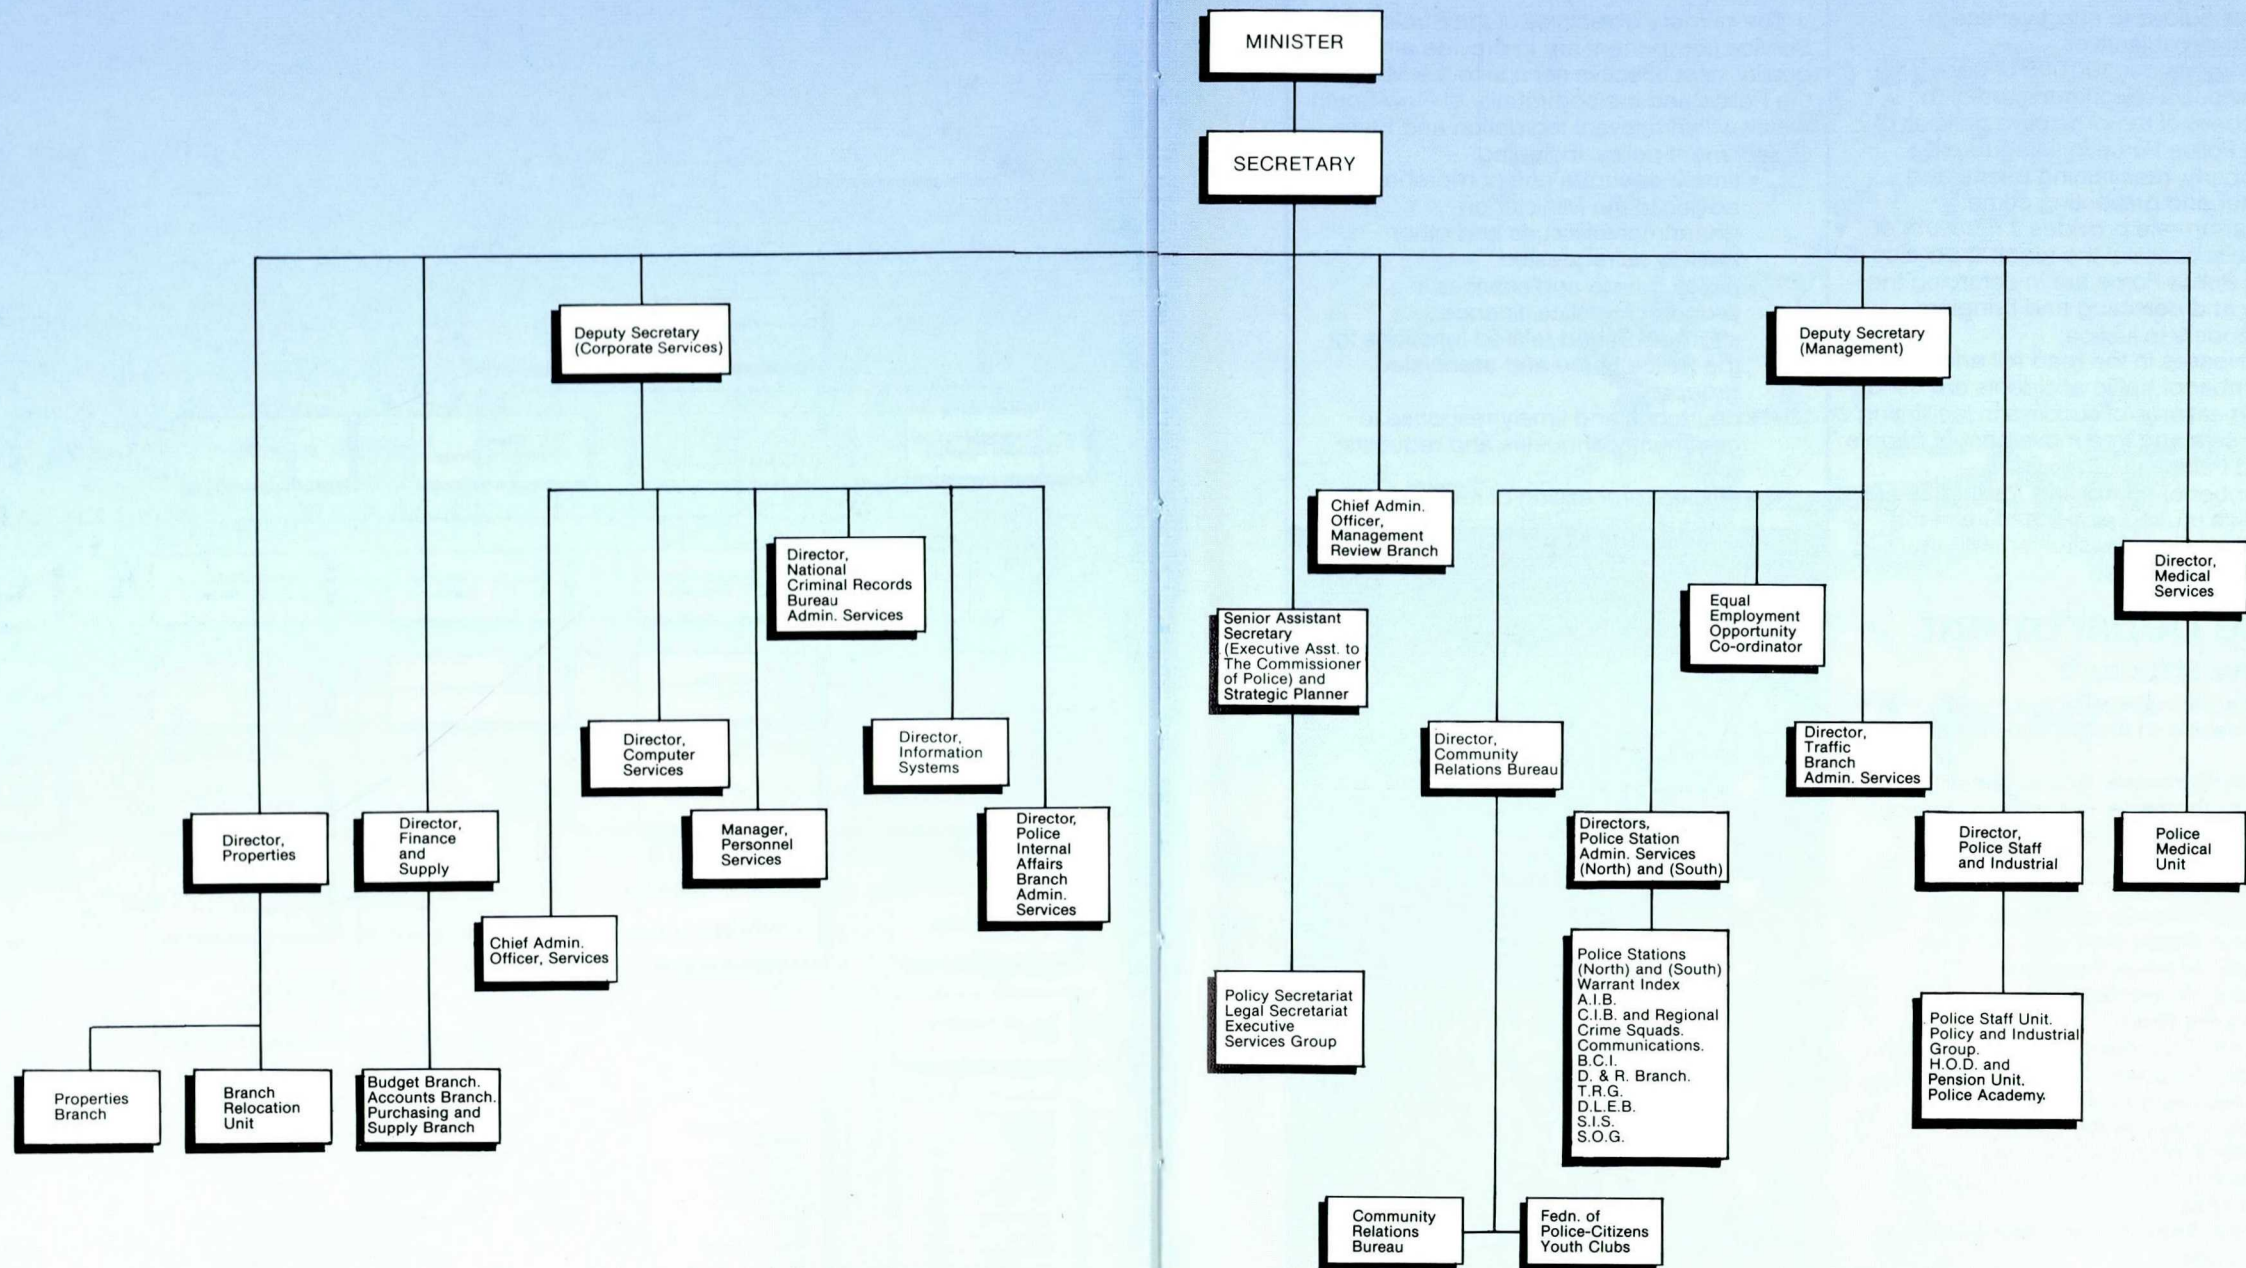 MINISTER
SECRETARY
Deputy Secretary
(Corporate Services)
Deputy Secretary
(Management)
Chief Admin.
Officer,
Management
Review Branch
Director,
National
Criminal Records
Bureau
Admin. Services
Director,
Medical
Services
Equal
Employment
Opportunity
Co-ordinator
Senior Assistant
Secretary
(Executive Asst. to
The Commissioner
of Police) and
Strategic Planner
Director,
Computer
Services
Director,
Information
Systems
Director,
Community
Relations Bureau
Director,
Traffic
Branch
Admin. Services
Director,
Properties
Director,
Finance
and
Supply
Manager,
Personnel
Services
Director,
Police
Internal
Affairs
Branch
Admin.
Services
Directors,
Police Station
Admin. Services
(North) and (South)
Director,
Police Staff
and Industrial
Police
Medical
Unit
Chief Admin.
Officer, Services
Policy Secretariat
Legal Secretariat
Executive
Services Group
Police Stations
(North) and (South)
Warrant Index
A.I.B.
C.I.B. and Regional
Crime Squads.
Communications.
B.C.I.
D. & R. Branch.
T.R.G.
D.L.E.B.
S.I.S.
S.O.G.
Police Staff Unit.
Policy and Industrial
Group.
H.O.D. and
Pension Unit.
Police Academy.
Properties
Branch
Branch
Relocation
Unit
Budget Branch.
Accounts Branch.
Purchasing and
Supply Branch
Community
Relations
Bureau
Fedn. of
Police-Citizens
Youth Clubs